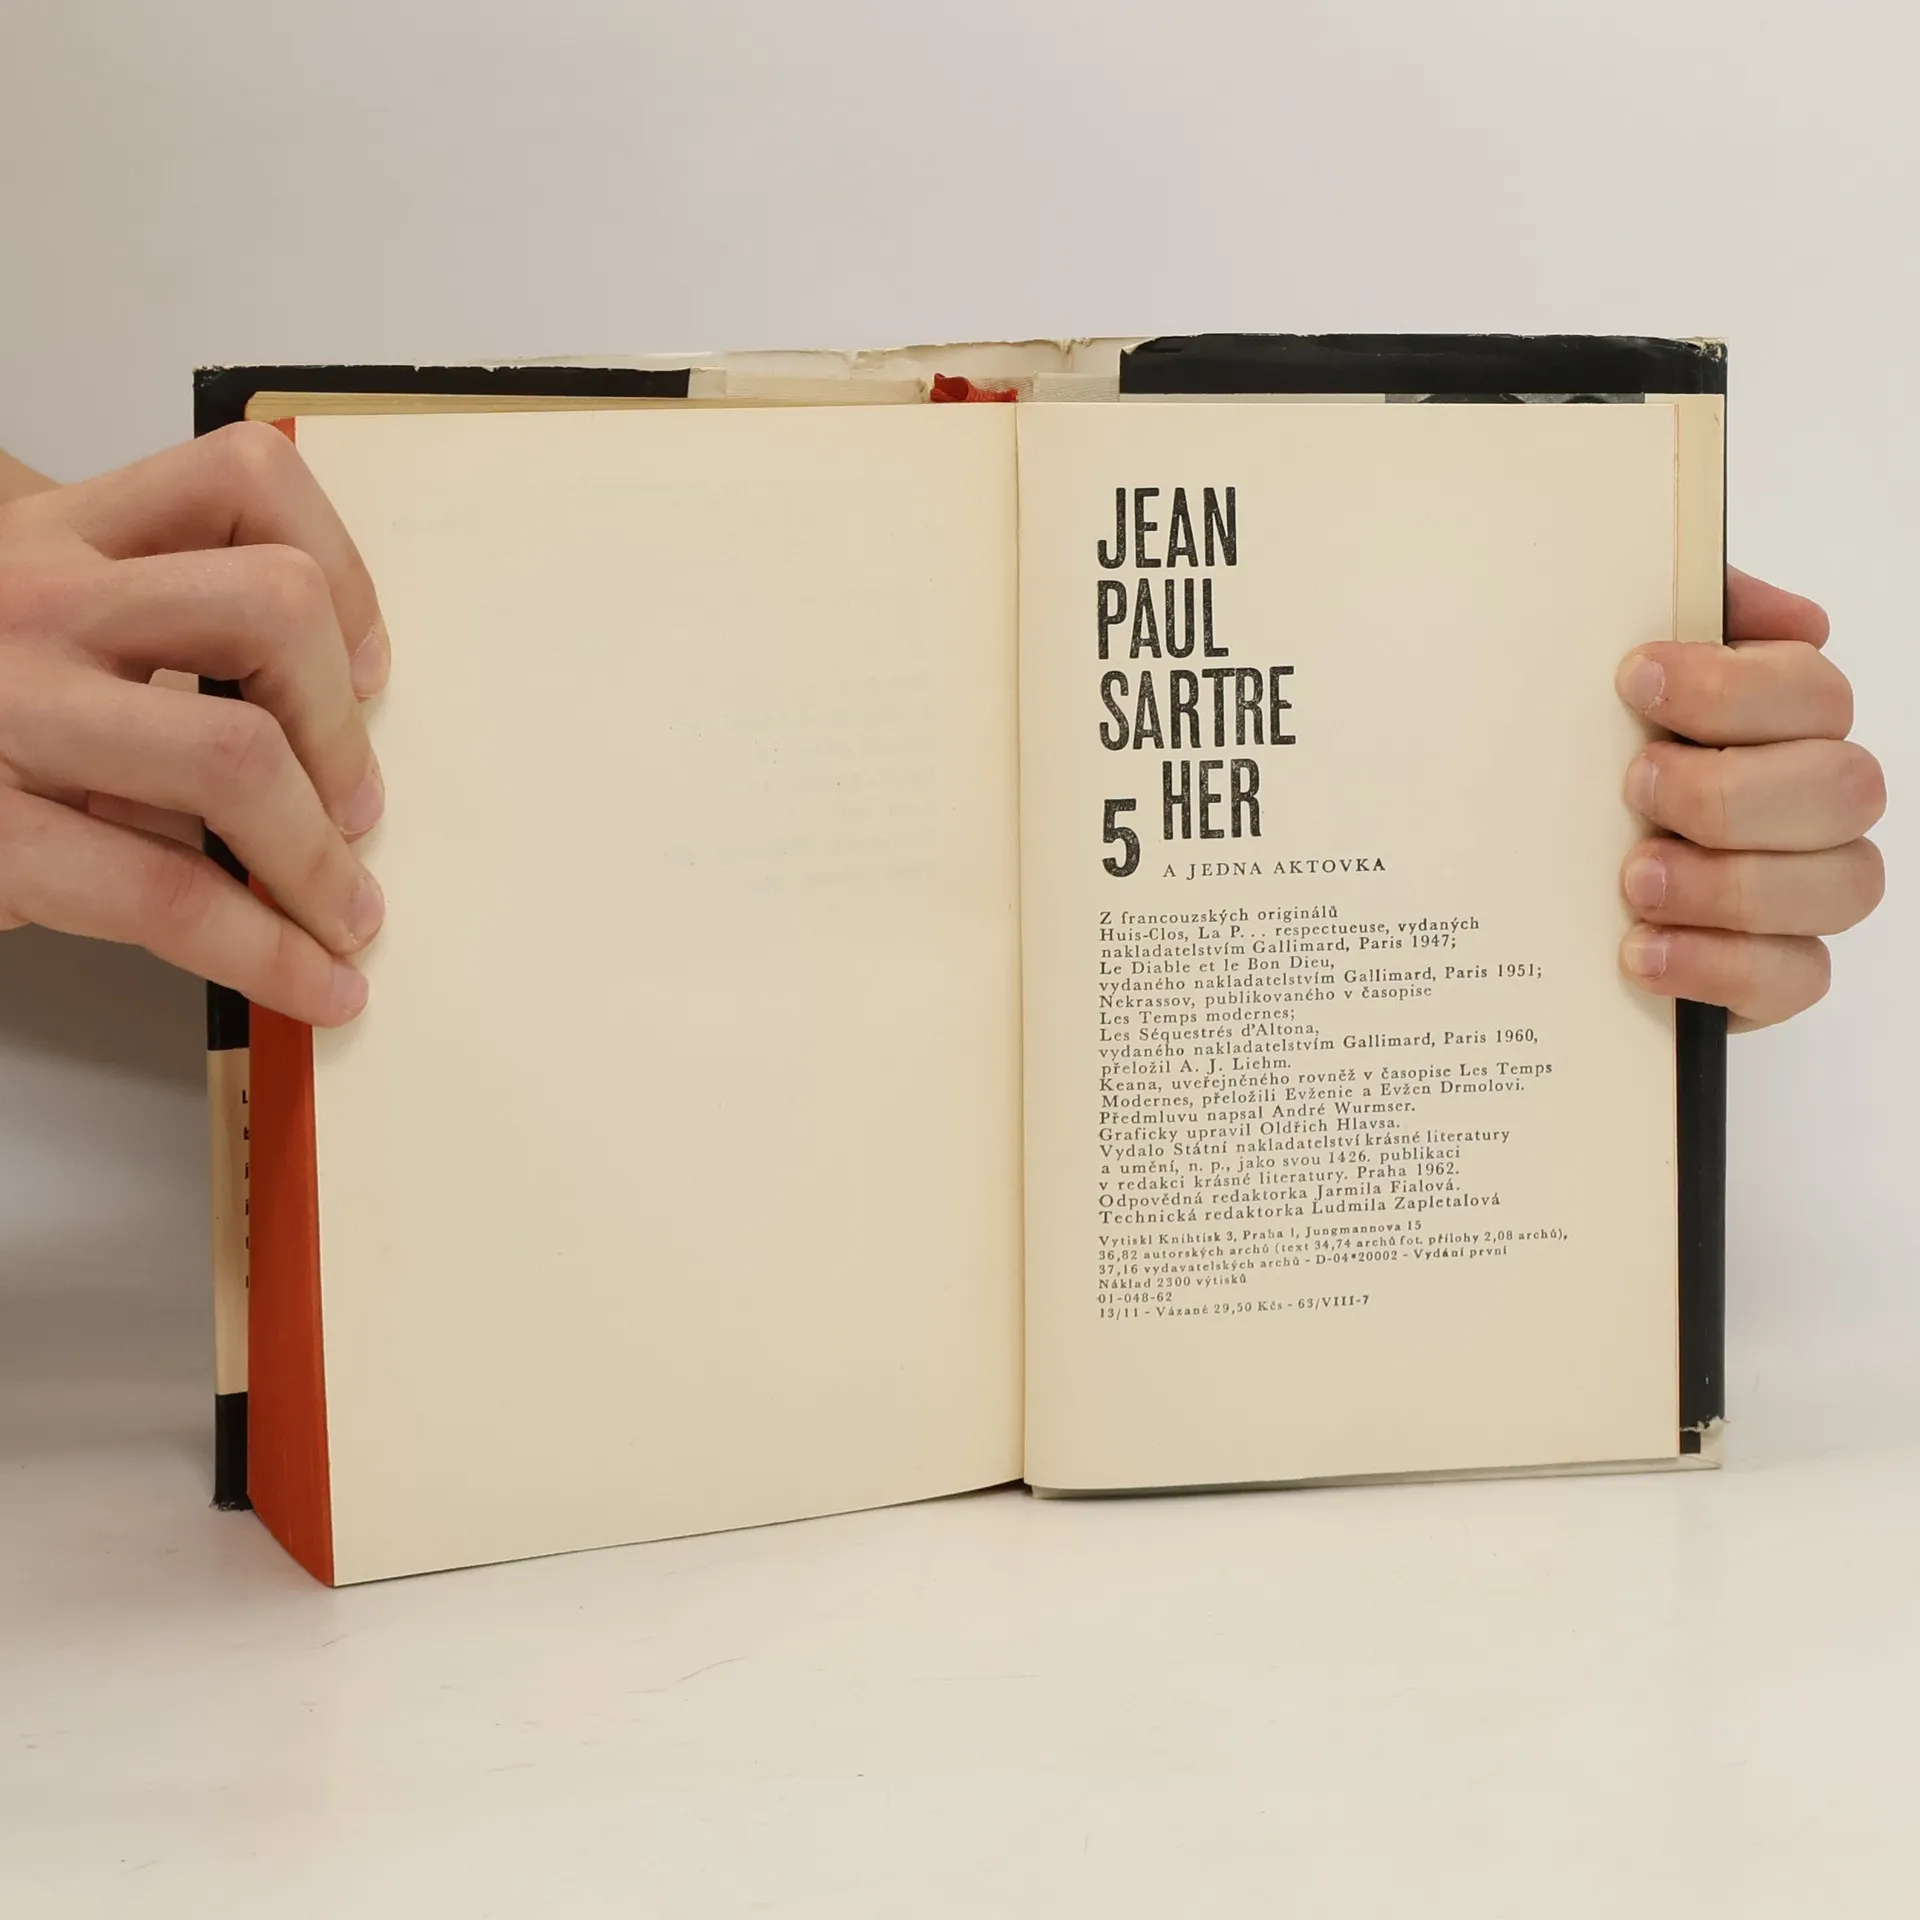 JEAN
PAUL
SARTRE
5 HER
A JEDNA AKTOVKA
Z francouzských originálů
Huis-Clos, La P... respectueuse, vydaných
nakladatelstvím Gallimard, Paris 1947;
Le Diable et le Bon Dieu,
vydaného nakladatelstvím Gallimard, Paris 1951;
Nekrassov, publikovaného v časopise
Les Temps modernes;
Les Séquestrés d'Altona,
vydaného nakladatelstvím Gallimard, Paris 1960,
přeložil A. J. Liehm.
Keana, uveřejněného rovněž v časopise Les Temps
Modernes, přeložili Evženie a Evžen Drmolovi.
Předmluvu napsal André Wurmser.
Graficky upravil Oldřich Hlavsa.
Vydalo Státní nakladatelství krásné literatury
a umění, n. p., jako svou 1426. publikaci
v redakci krásné literatury. Praha 1962.
Odpovědná redaktorka Jarmila Fialová.
Technická redaktorka Ludmila Zapletalová
Vytiskl Knihtisk 3, Praha 1, Jungmannova 15
36,82 autorských archů (text 34,74 archů fot. přílohy 2,08 archů),
37,16 vydavatelských archů - D-04*20002 - Vydání první
Náklad 2300 výtisků
01-048-62
13/11 - Vázané 29,50 Kčs - 63/VIII-7